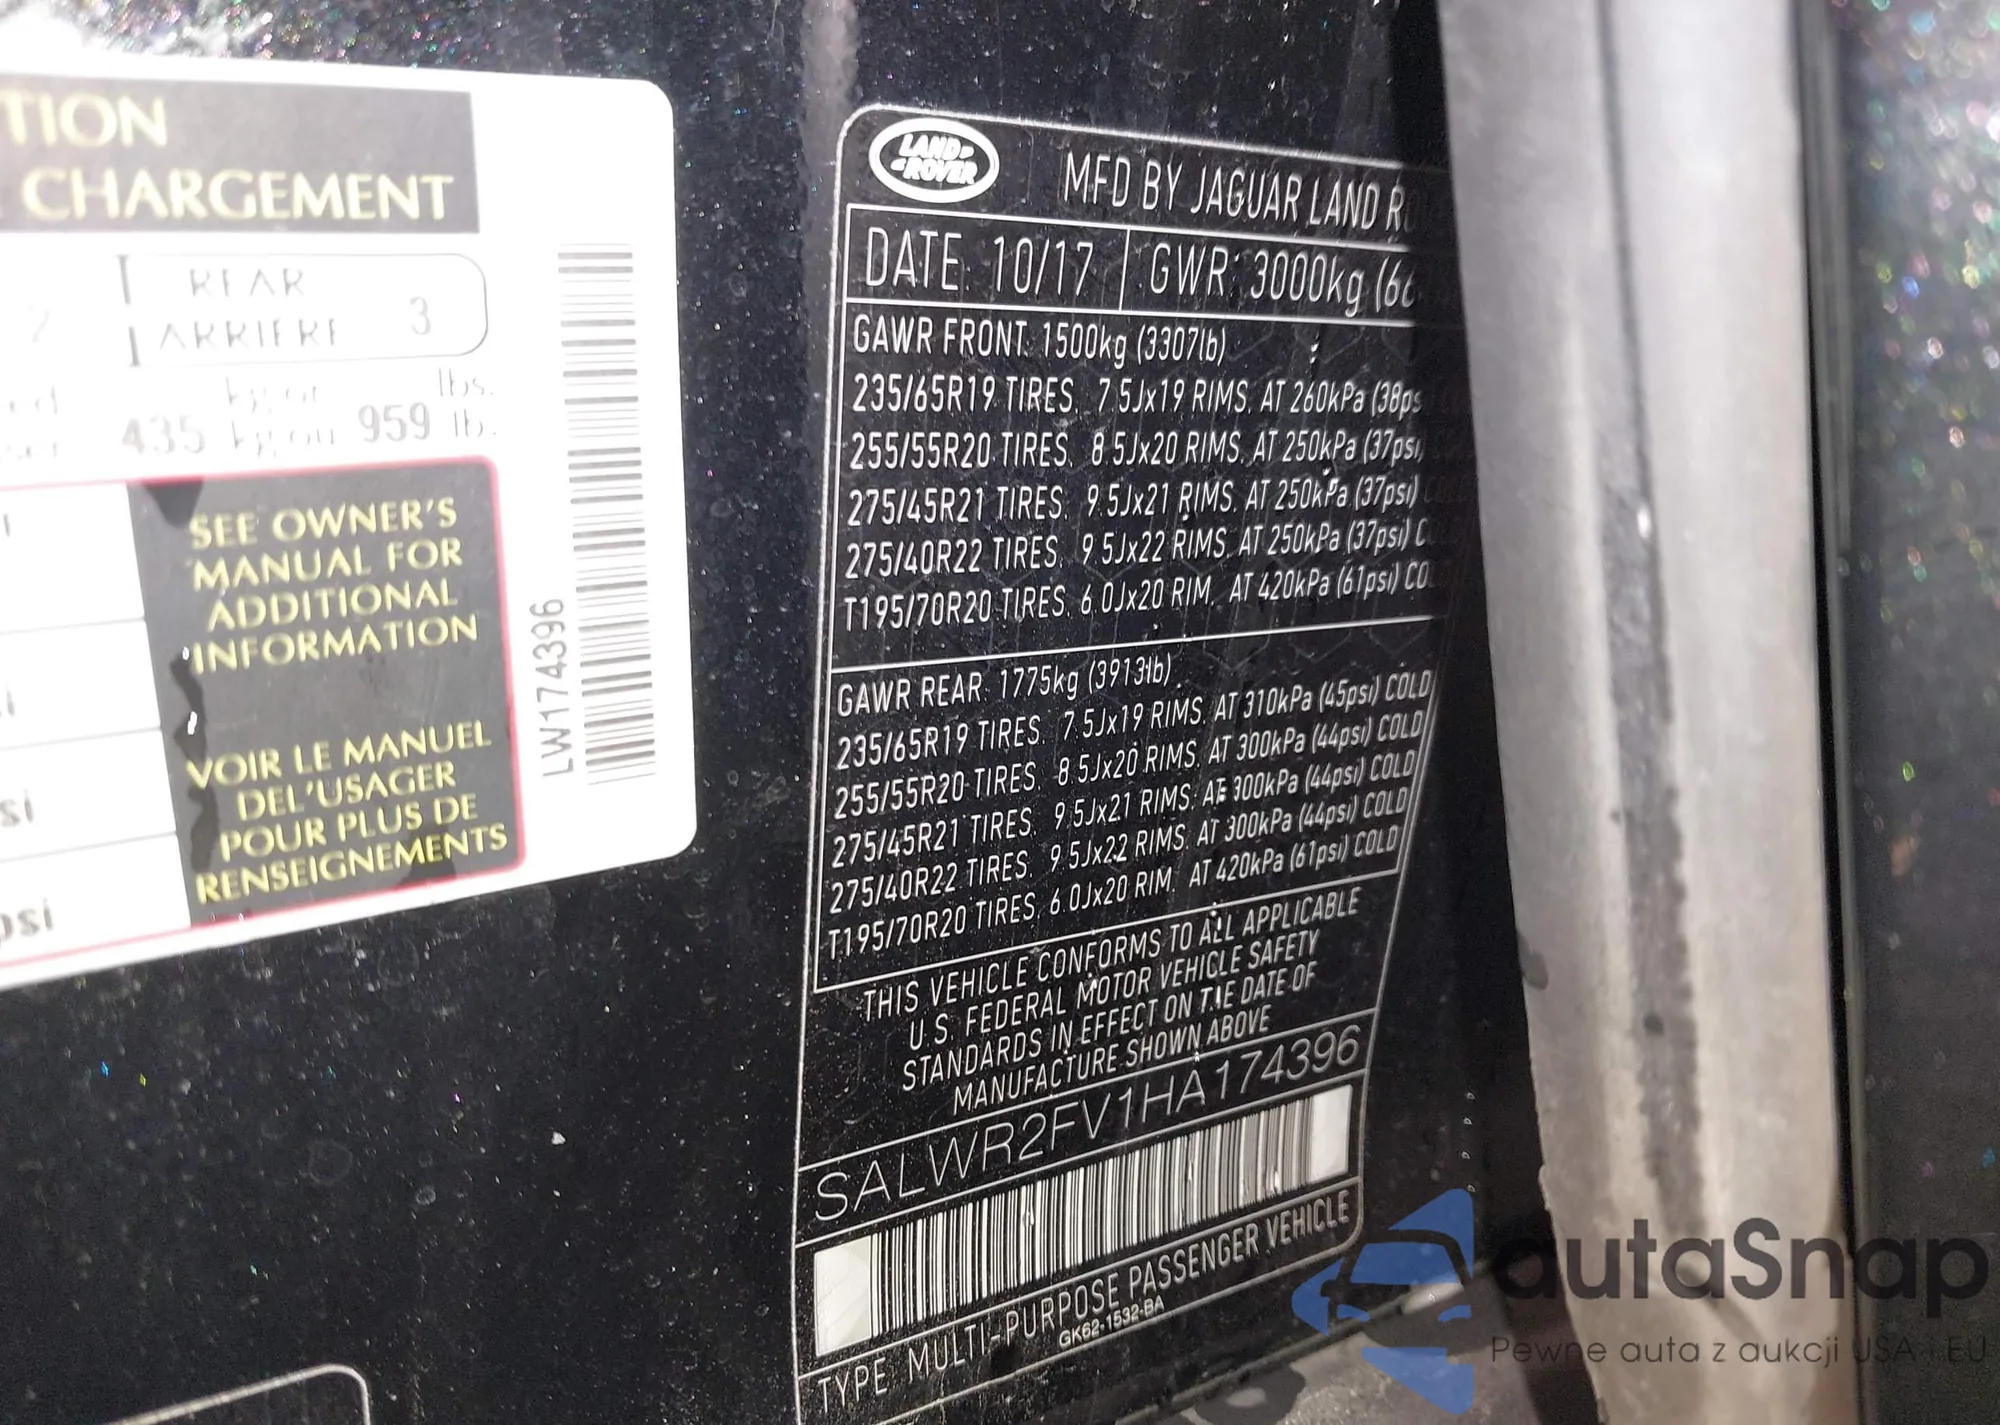 TION
CHARGEMENT
REAR
ARRIERE 3
lbs.
kg or
435 kg ou 959 lb.
SEE OWNER'S
MANUAL FOR
ADDITIONAL
INFORMATION
VOIR LE MANUEL
DEL'USAGER
POUR PLUS DE
RENSEIGNEMENTS
si
psi
LW174396
LAND
ROVER
MFD BY JAGUAR LAND
DATE: 10/17 GWR: 3000kg
GAWR FRONT: 1500kg (3307lb)
235/65R19 TIRES, 7.5Jx19 RIMS, AT 260kPa (38ps
255/55R20 TIRES, 8.5Jx20 RIMS, AT 250kPa (37psi
275/45R21 TIRES, 9.5Jx21 RIMS, AT 250kPa (37psi)
275/40R22 TIRES, 9.5Jx22 RIMS, AT 250kPa (37psi) C
T195/70R20 TIRES, 6.0Jx20 RIM, AT 420kPa (61psi) CO
GAWR REAR: 1775kg (3913lb)
235/65R19 TIRES, 7.5Jx19 RIMS, AT 310kPa (45psi) COLD
255/55R20 TIRES, 8.5Jx20 RIMS, AT 300kPa (44psi) COLD
275/45R21 TIRES, 9.5Jx21 RIMS, AT 300kPa (44psi) COLD
275/40R22 TIRES, 9.5Jx22 RIMS, AT 300kPa (44psi) COLD
T195/70R20 TIRES, 6.0Jx20 RIM, AT 420kPa (61psi) COLD
THIS VEHICLE CONFORMS TO ALL APPLICABLE
U.S. FEDERAL MOTOR VEHICLE SAFETY
STANDARDS IN EFFECT ON THE DATE OF
MANUFACTURE SHOWN ABOVE
SALWR2FV1HA174396
TYPE MULTI-PURPOSE PASSENGER VEHICLE
GK62-1532-BA
autaSnap
Pewne auta z aukcji USA i EU